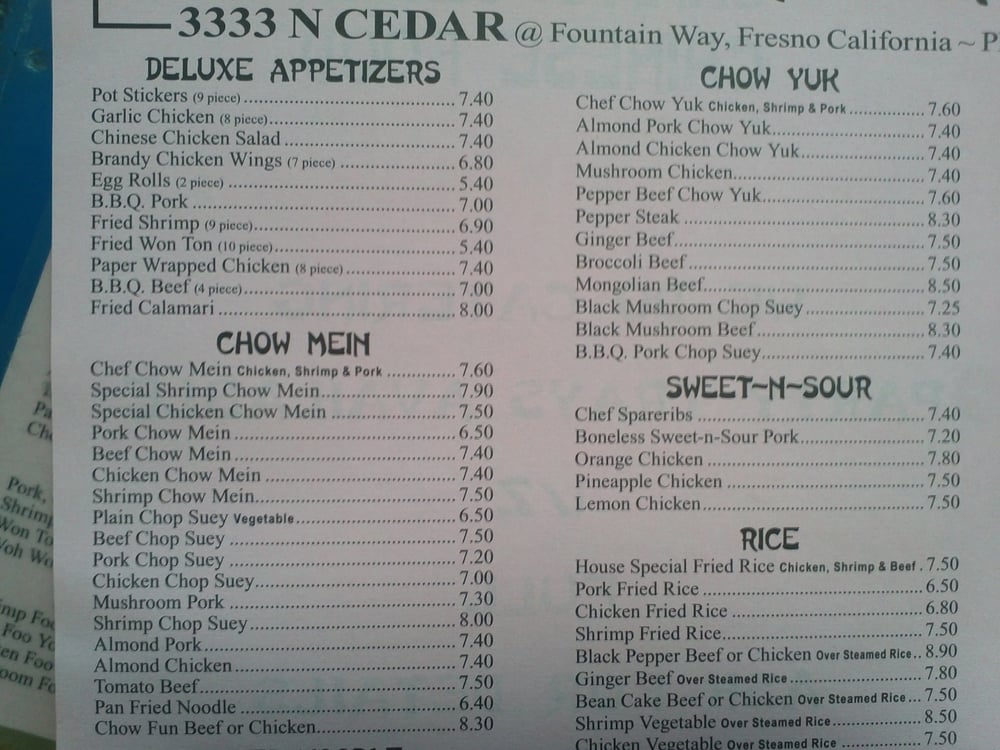 3333 N CEDAR @ Fountain Way, Fresno California ~ P
DELUXE APPETIZERS
Pot Stickers (9 piece) 7.40
Garlic Chicken (8 piece) 7.40
Chinese Chicken Salad 7.40
Brandy Chicken Wings (7 piece) 6.80
Egg Rolls (2 piece) 5.40
B.B.Q. Pork 7.00
Fried Shrimp (9 piece) 6.90
Fried Won Ton (10 piece) 5.40
Paper Wrapped Chicken (8 piece) 7.40
B.B.Q. Beef (4 piece) 7.00
Fried Calamari 8.00
CHOW MEIN
Chef Chow Mein Chicken, Shrimp & Pork 7.60
Special Shrimp Chow Mein 7.90
Special Chicken Chow Mein 7.50
Pork Chow Mein 6.50
Beef Chow Mein 7.40
Chicken Chow Mein 7.40
Shrimp Chow Mein 7.50
Plain Chop Suey Vegetable 6.50
Beef Chop Suey 7.50
Pork Chop Suey 7.20
Chicken Chop Suey 7.00
Mushroom Pork 7.30
Shrimp Chop Suey 8.00
Almond Pork 7.40
Almond Chicken 7.40
Tomato Beef 7.50
Pan Fried Noodle 6.40
Chow Fun Beef or Chicken 8.30
CHOW YUK
Chef Chow Yuk Chicken, Shrimp & Pork 7.60
Almond Pork Chow Yuk 7.40
Almond Chicken Chow Yuk 7.40
Mushroom Chicken 7.40
Pepper Beef Chow Yuk 7.60
Pepper Steak 8.30
Ginger Beef 7.50
Broccoli Beef 7.50
Mongolian Beef 8.50
Black Mushroom Chop Suey 7.25
Black Mushroom Beef 8.30
B.B.Q. Pork Chop Suey 7.40
SWEET~N~SOUR
Chef Spareribs 7.40
Boneless Sweet-n-Sour Pork 7.20
Orange Chicken 7.80
Pineapple Chicken 7.50
Lemon Chicken 7.50
RICE
House Special Fried Rice Chicken, Shrimp & Beef 7.50
Pork Fried Rice 6.50
Chicken Fried Rice 6.80
Shrimp Fried Rice 7.50
Black Pepper Beef or Chicken Over Steamed Rice 8.90
Ginger Beef Over Steamed Rice 7.80
Bean Cake Beef or Chicken Over Steamed Rice 7.50
Shrimp Vegetable Over Steamed Rice 8.50
Chicken Vegetable Over Steamed Rice 7.50
Pork,
Shrimp
Won To
Woh Wo